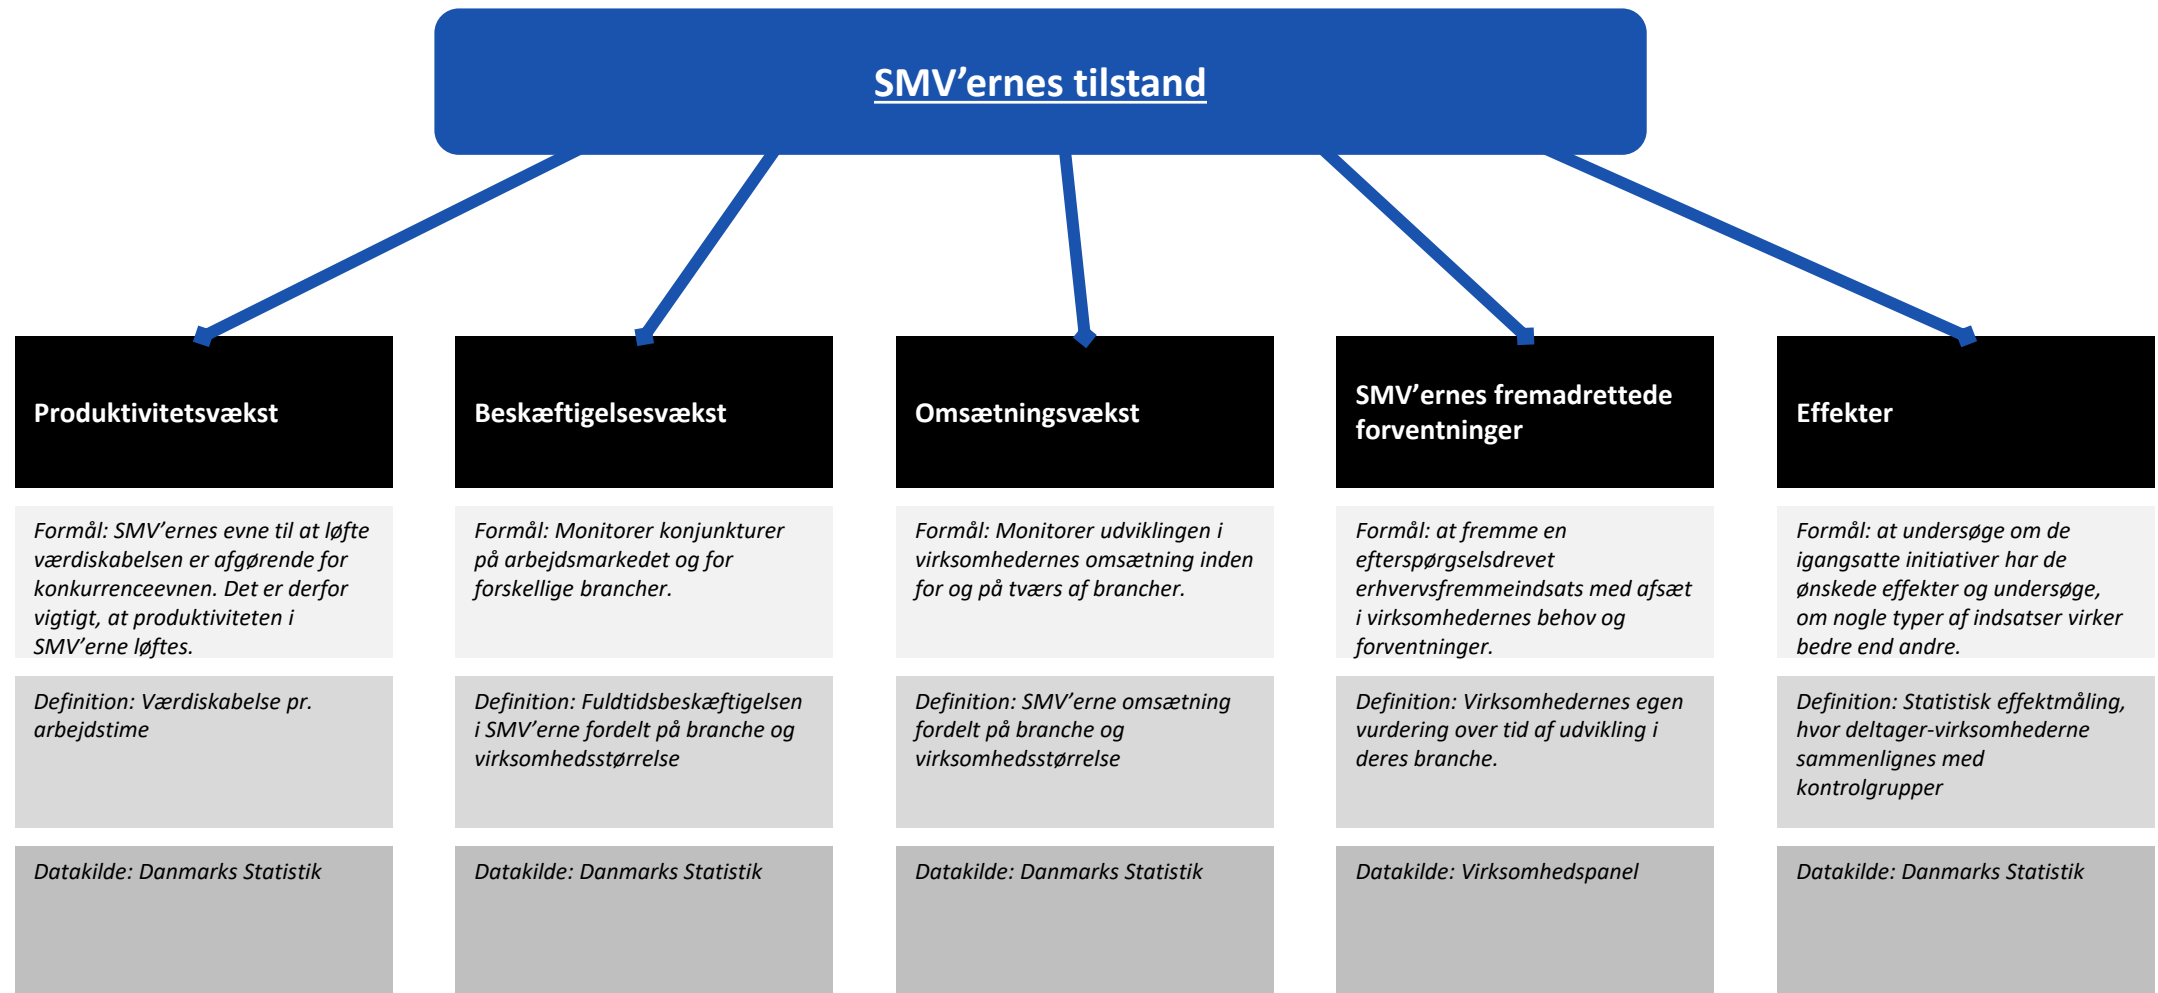 SMV’ernes tilstand
Produktivitetsvækst
Formål: SMV’ernes evne til at løfte
værdiskabelsen er afgørende for
konkurrenceevnen. Det er derfor
vigtigt, at produktiviteten i
SMV’erne løftes.
Definition: Værdiskabelse pr.
arbejdstime
Datakilde: Danmarks Statistik
Beskæftigelsesvækst
Formål: Monitorer konjunkturer
på arbejdsmarkedet og for
forskellige brancher.
Definition: Fuldtidsbeskæftigelsen
i SMV’erne fordelt på branche og
virksomhedsstørrelse
Datakilde: Danmarks Statistik
Omsætningsvækst
Formål: Monitorer udviklingen i
virksomhedernes omsætning inden
for og på tværs af brancher.
Definition: SMV’erne omsætning
fordelt på branche og
virksomhedsstørrelse
Datakilde: Danmarks Statistik
SMV’ernes fremadrettede
forventninger
Formål: at fremme en
efterspørgselsdrevet
erhvervsfremmeindsats med afsæt
i virksomhedernes behov og
forventninger.
Definition: Virksomhedernes egen
vurdering over tid af udvikling i
deres branche.
Datakilde: Virksomhedspanel
Effekter
Formål: at undersøge om de
igangsatte initiativer har de
ønskede effekter og undersøge,
om nogle typer af indsatser virker
bedre end andre.
Definition: Statistisk effektmåling,
hvor deltager-virksomhederne
sammenlignes med
kontrolgrupper
Datakilde: Danmarks Statistik